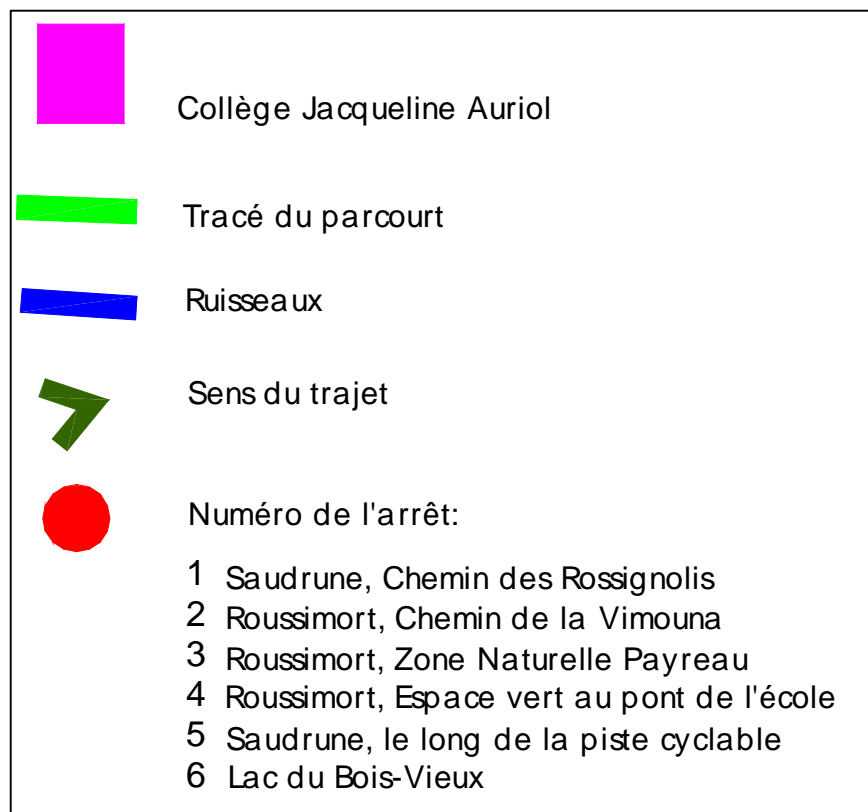 Collège Jacqueline Auriol
Tracé du parcourt
Ruisseaux
Sens du trajet
Numéro de l'arrêt:
1 Saudrune, Chemin des Rossignolis
2 Roussimort, Chemin de la Vimouna
3 Roussimort, Zone Naturelle Payreau
4 Roussimort, Espace vert au pont de l'école
5 Saudrune, le long de la piste cyclable
6 Lac du Bois-Vieux